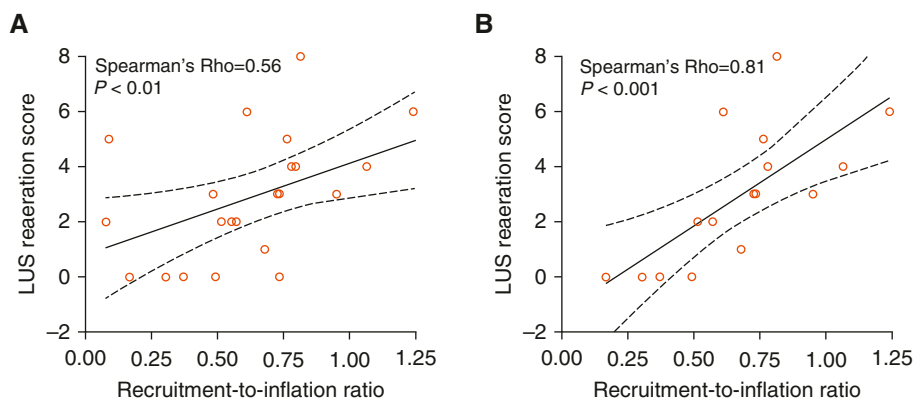 A
Spearman's Rho=0.56
P < 0.01
8
6
4
2
0
–2
LUS reaeration score
0.00 0.25 0.50 0.75 1.00 1.25
Recruitment-to-inflation ratio
B
Spearman's Rho=0.81
P < 0.001
8
6
4
2
0
–2
LUS reaeration score
0.00 0.25 0.50 0.75 1.00 1.25
Recruitment-to-inflation ratio